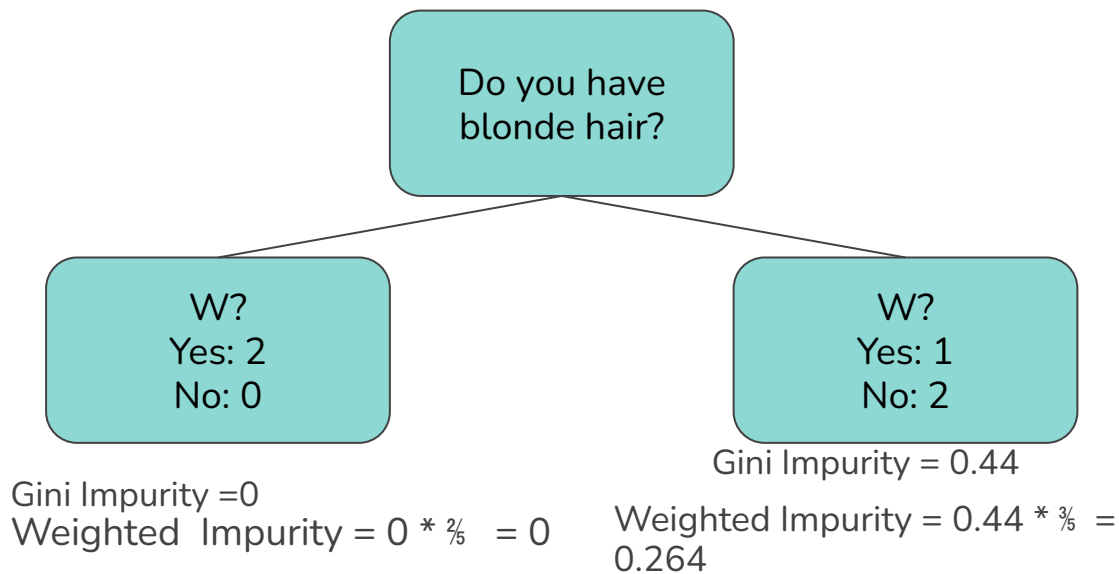 Do you have
blonde hair?
W?
Yes: 2
No: 0
W?
Yes: 1
No: 2
Gini Impurity =0
Weighted Impurity = 0 * ⅖ = 0
Gini Impurity = 0.44
Weighted Impurity = 0.44 * ⅗ =
0.264